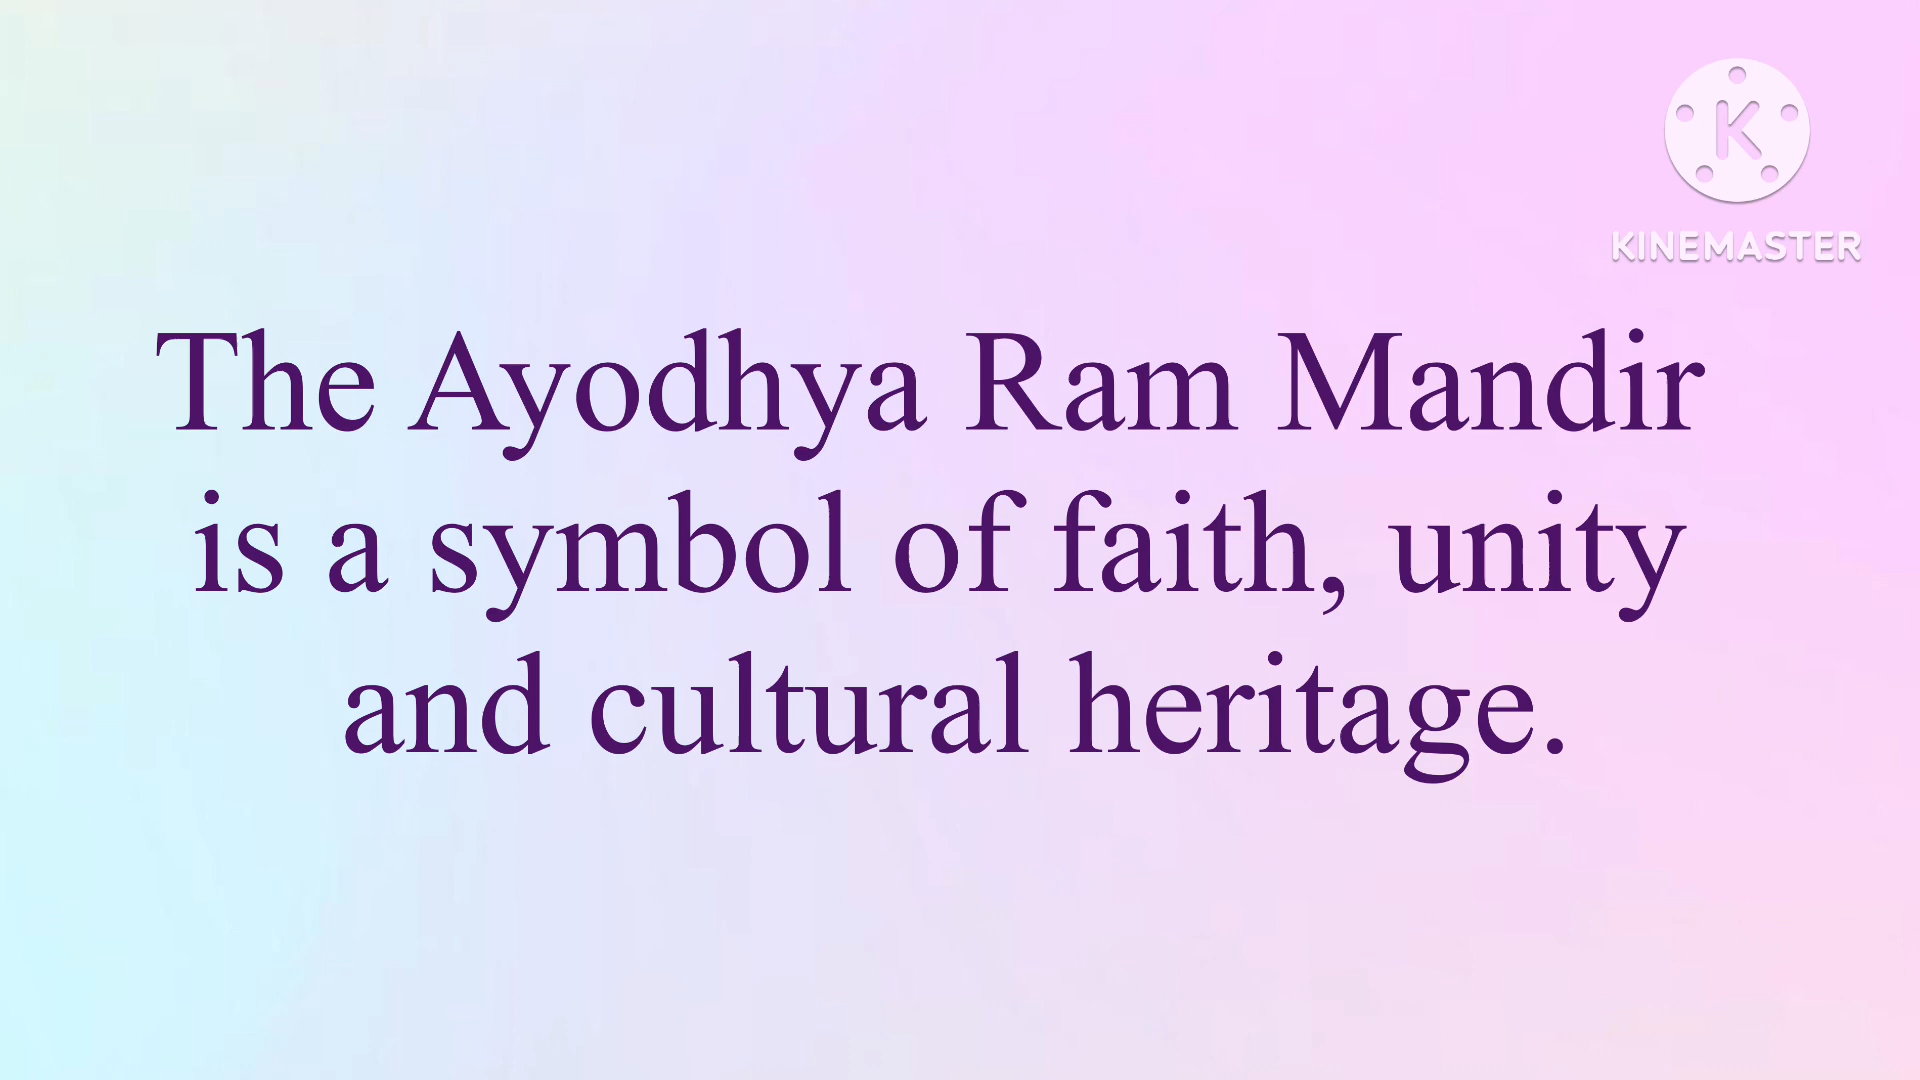 KINEMASTER
The Ayodhya Ram Mandir
is a symbol of faith, unity
and cultural heritage.